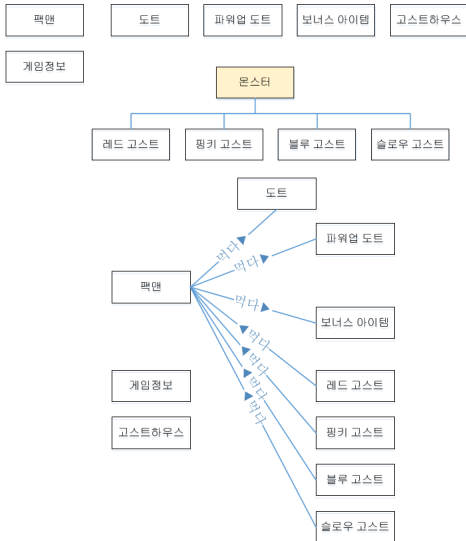 팩맨 도트 파워업 도트 보너스 아이템 고스트하우스
게임정보
몬스터
레드 고스트 핑키 고스트 블루 고스트 슬로우 고스트
도트
먹다
파워업 도트
먹다
팩맨
먹다
보너스 아이템
먹다
먹다
게임정보
레드 고스트
먹다
먹다
고스트하우스
핑키 고스트
블루 고스트
슬로우 고스트